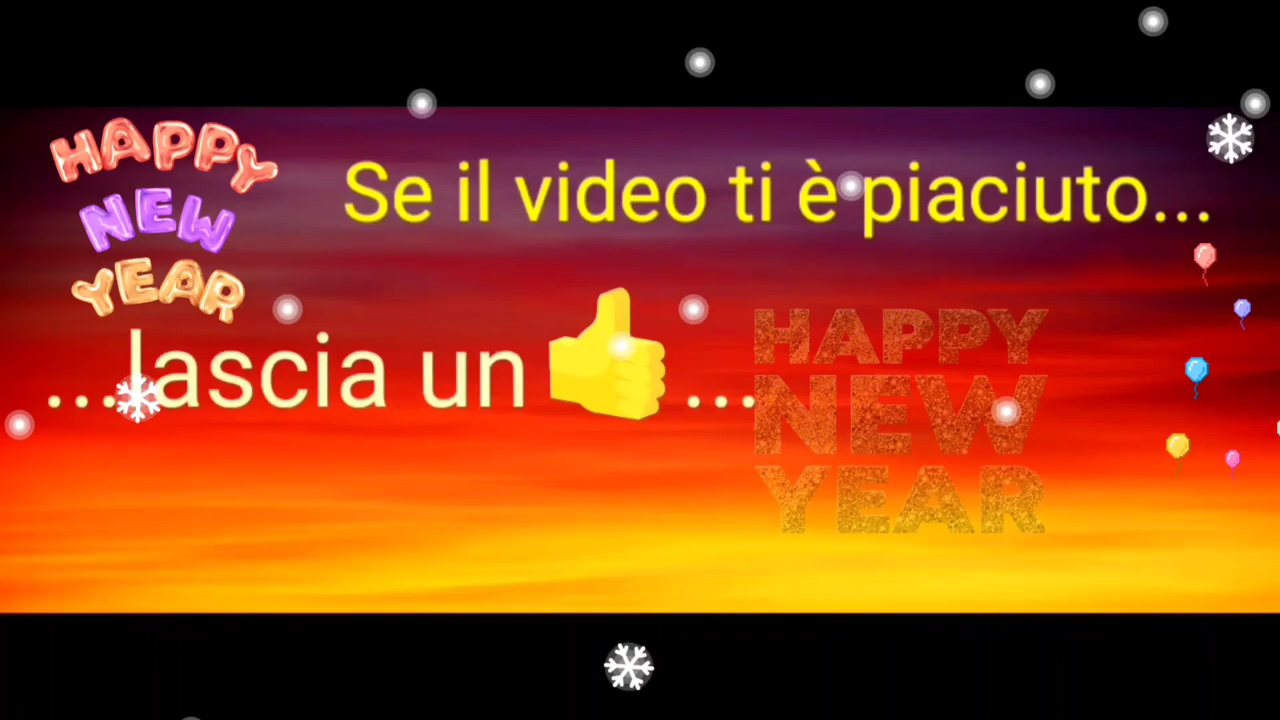 HAPPY
NEW
YEAR
Se il video ti è piaciuto...
...lascia un 👍 ...
HAPPY
NEW
YEAR